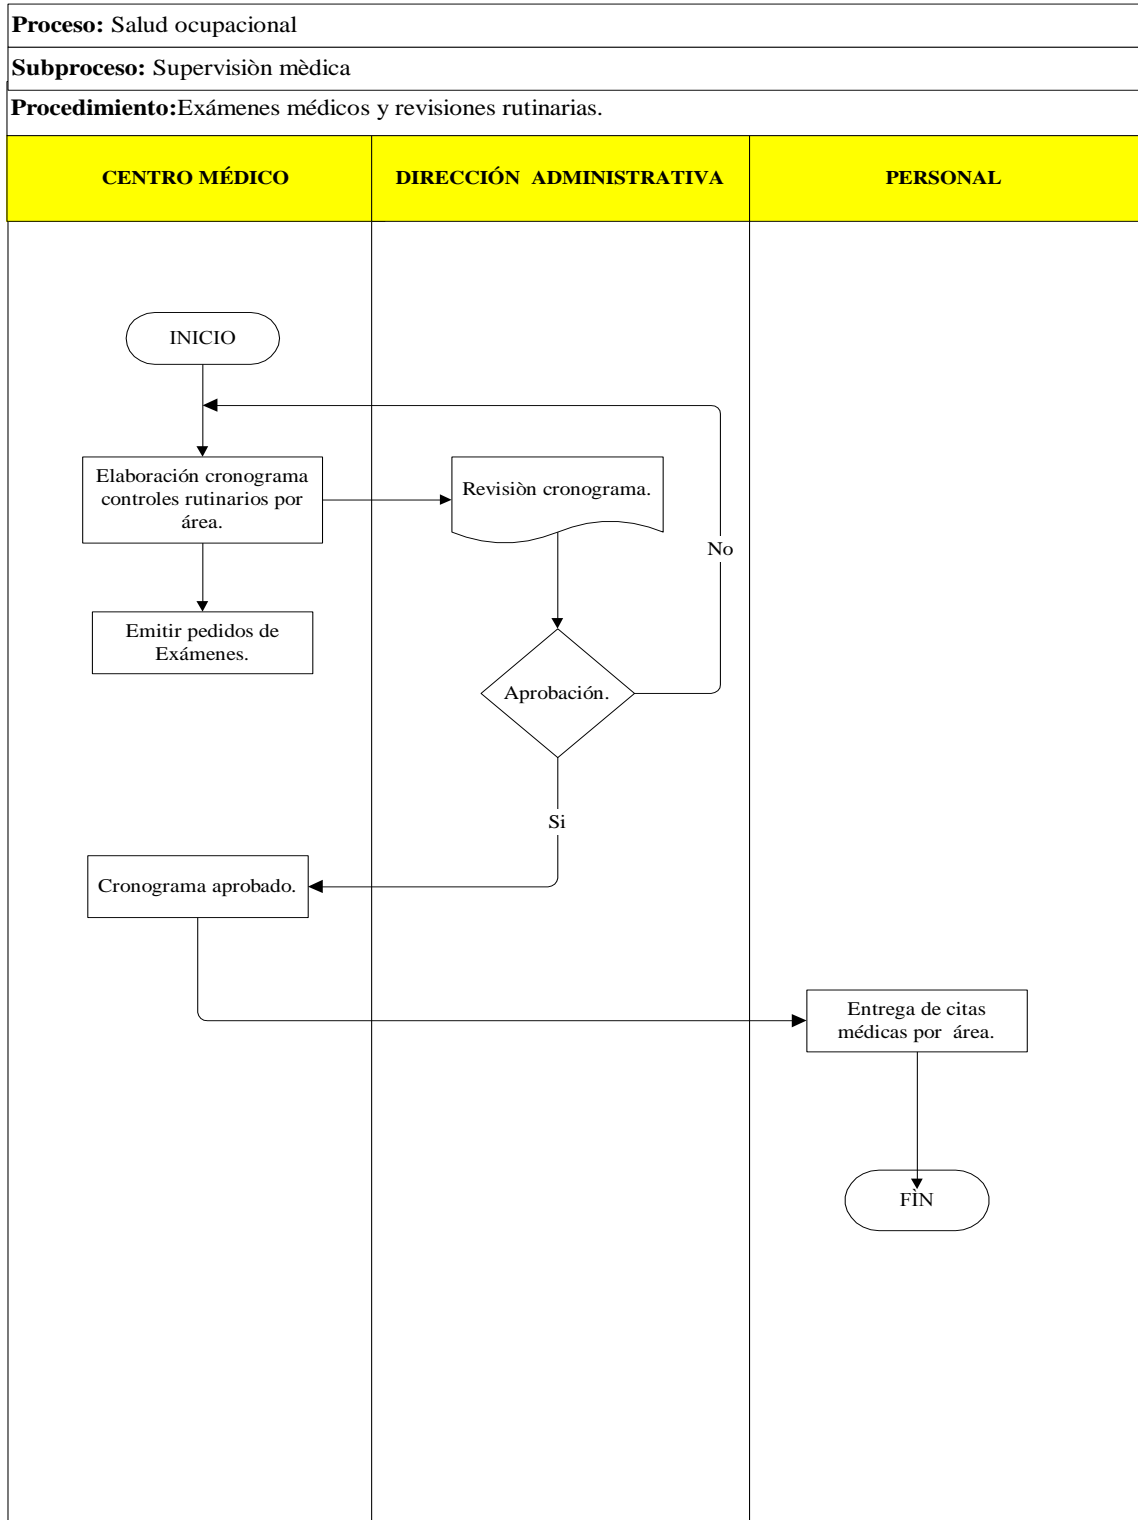 Proceso: Salud ocupacional
Subproceso: Supervisiòn mèdica
Procedimiento:Exámenes médicos y revisiones rutinarias.
CENTRO MÉDICO
DIRECCIÓN ADMINISTRATIVA
PERSONAL
INICIO
Elaboración cronograma
controles rutinarios por
área.
Revisiòn cronograma.
No
Emitir pedidos de
Exámenes.
Aprobación.
Si
Cronograma aprobado.
Entrega de citas
médicas por área.
FÌN